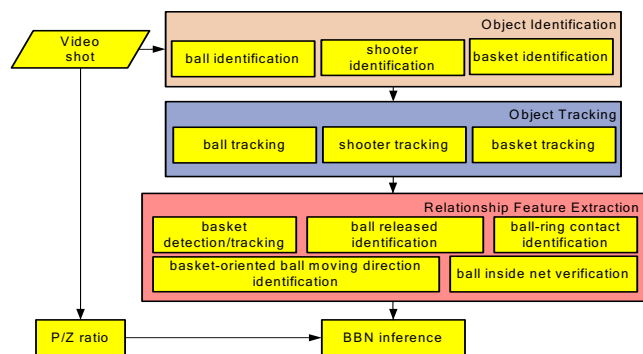 Object Identification
Video
shot
ball identification
shooter
identification
basket identification
Object Tracking
ball tracking
shooter tracking
basket tracking
Relationship Feature Extraction
basket
detection/tracking
ball released
identification
ball-ring contact
identification
basket-oriented ball moving direction
identification
ball inside net verification
P/Z ratio
BBN inference